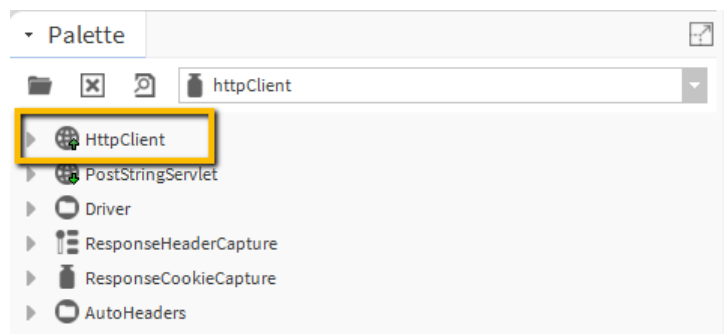 Palette
httpClient
HttpClient
PostStringServlet
Driver
ResponseHeaderCapture
ResponseCookieCapture
AutoHeaders